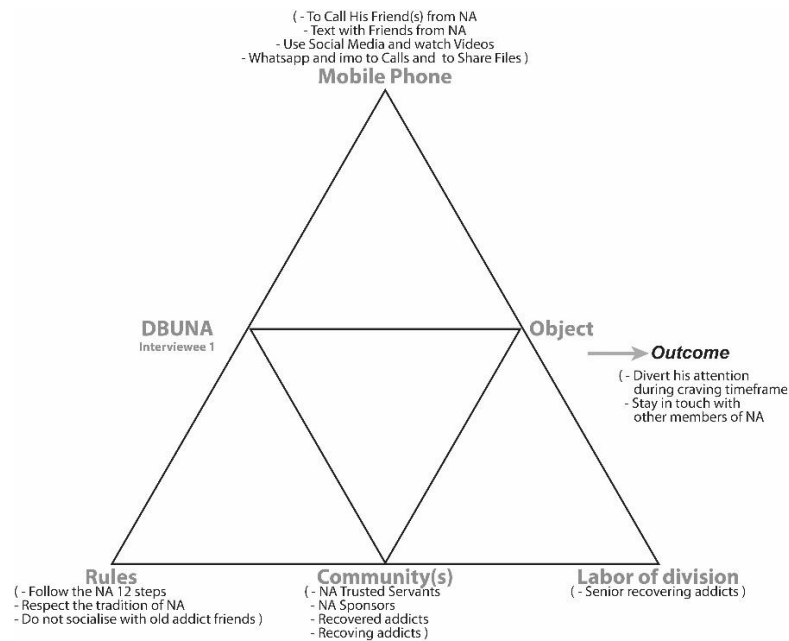 ( - To Call His Friend(s) from NA
- Text with Friends from NA
- Use Social Media and watch Videos
- Whatsapp and imo to Calls and to Share Files )
Mobile Phone
DBUNA
Interviewee 1
Object
Outcome
( - Divert his attention
during craving timeframe
- Stay in touch with
other members of NA
Rules
( - Follow the NA 12 steps
- Respect the tradition of NA
- Do not socialise with old addict friends )
Community(s)
( - NA Trusted Servants
- NA Sponsors
- Recovered addicts
- Recoving addicts )
Labor of division
( - Senior recovering addicts )